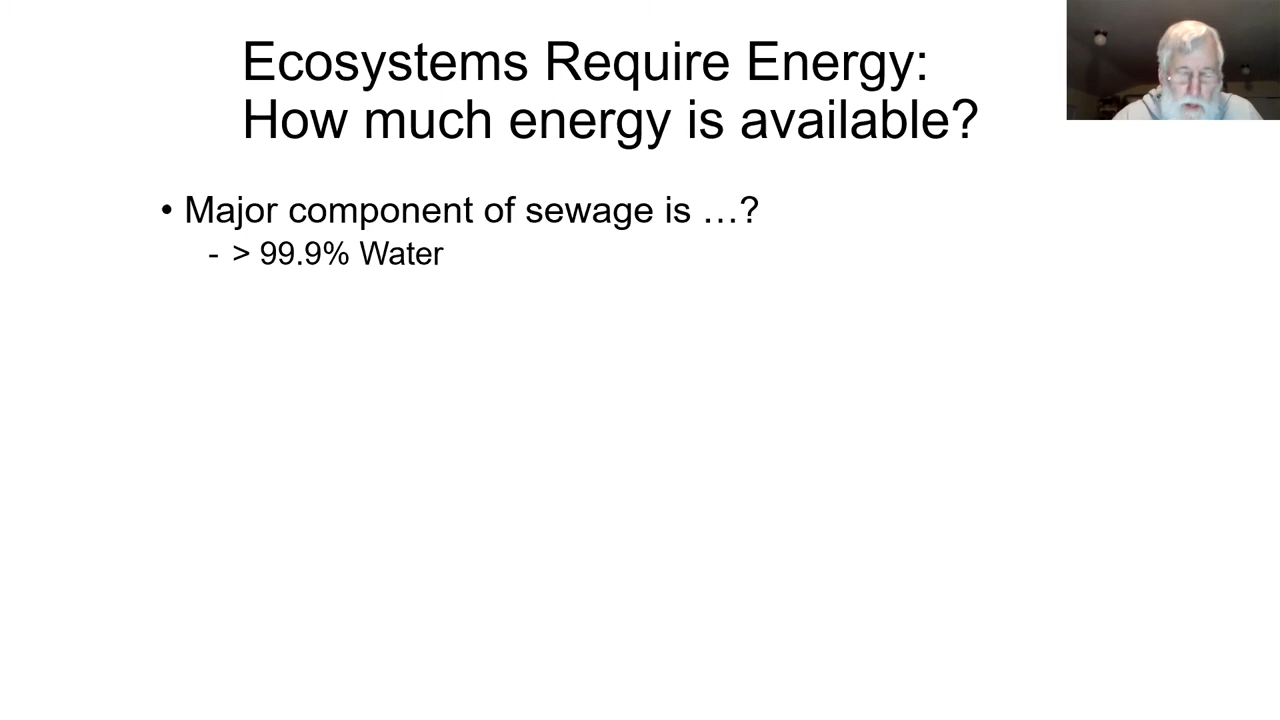 Ecosystems Require Energy:
How much energy is available?
• Major component of sewage is …?
- > 99.9% Water